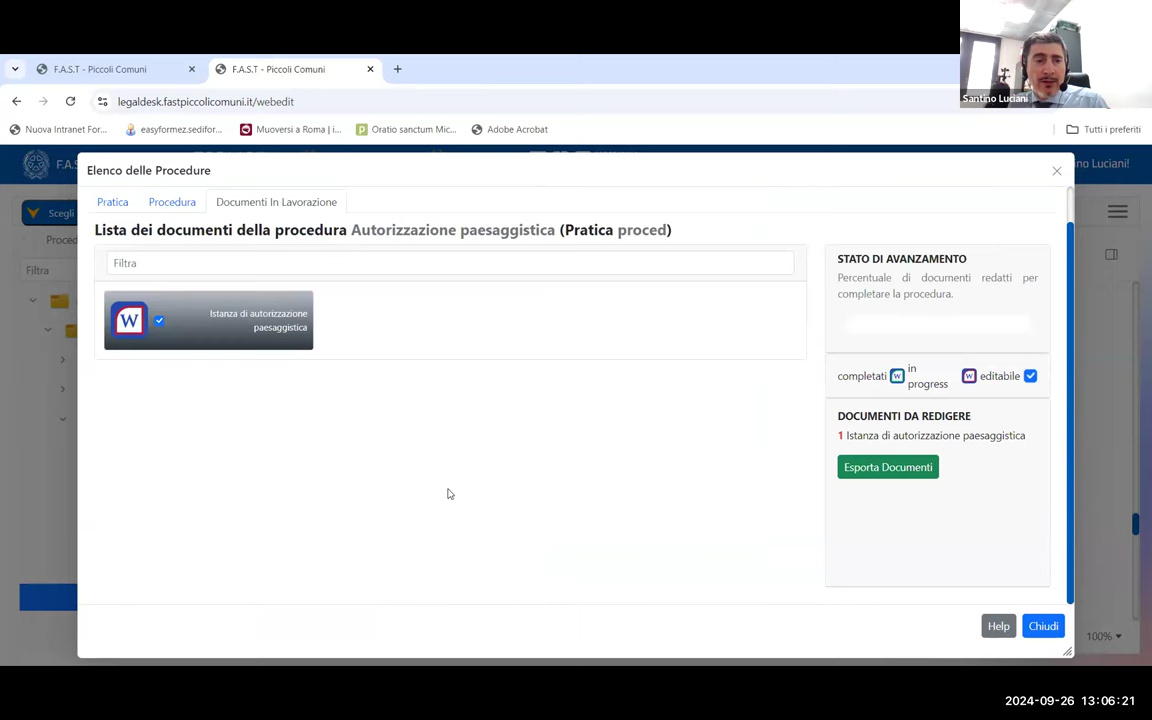 F.A.S.T - Piccoli Comuni
F.A.S.T - Piccoli Comuni
legaldesk.fastpiccolicomuni.it/webedit
Santino Luciani
Nuova Intranet For...
easyformez.sedifor...
Muoversi a Roma | i...
Oratio sanctum Mic...
Adobe Acrobat
Tutti i preferiti
F.A.S
no Luciani!
Elenco delle Procedure
Scegli
Pratica
Procedura
Documenti In Lavorazione
Proced
Filtra
Lista dei documenti della procedura Autorizzazione paesaggistica (Pratica proced)
Filtra
W
Istanza di autorizzazione
paesaggistica
STATO DI AVANZAMENTO
Percentuale di documenti redatti per
completare la procedura.
completati W in
progress W editabile
DOCUMENTI DA REDIGERE
1 Istanza di autorizzazione paesaggistica
Esporta Documenti
Help
Chiudi
100%
2024-09-26 13:06:21